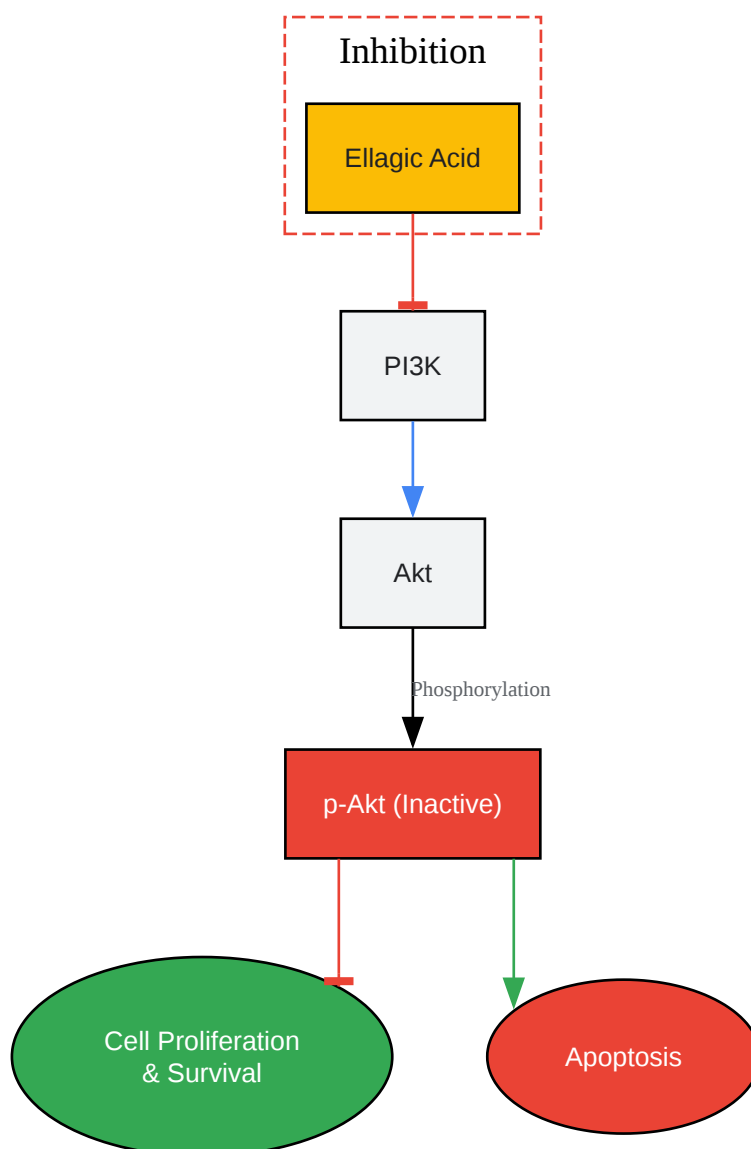 Inhibition
Ellagic Acid
PI3K
Akt
Phosphorylation
p-Akt (Inactive)
Cell Proliferation
& Survival
Apoptosis